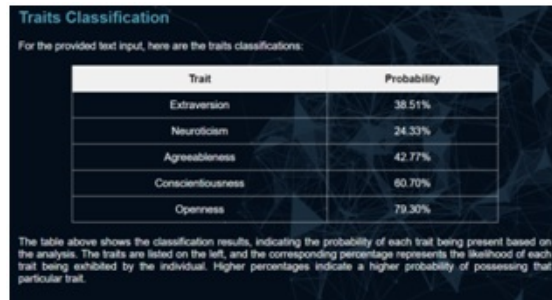 Traits Classification
For the provided text input, here are the traits classifications:
Trait Probability
Extraversion 38.51%
Neuroticism 24.33%
Agreeableness 42.77%
Conscientiousness 60.70%
Openness 79.30%
The table above shows the classification results, indicating the probability of each trait being present based on
the analysis. The traits are listed on the left, and the corresponding percentage represents the likelihood of each
trait being exhibited by the individual. Higher percentages indicate a higher probability of possessing that
particular trait.